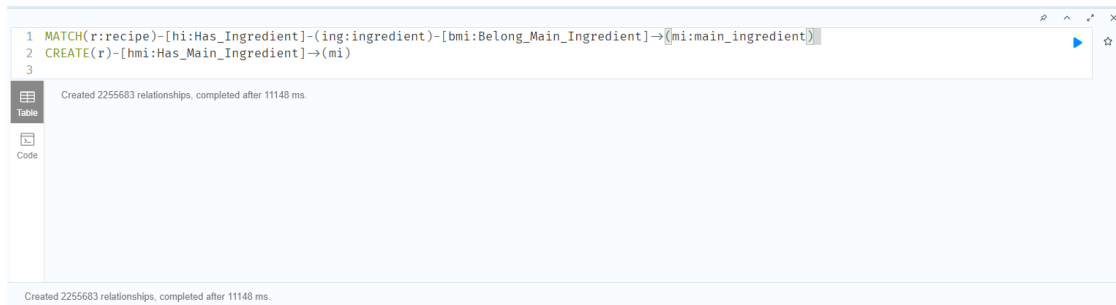 1 MATCH(r:recipe)-[hi:Has_Ingredient]-(ing:ingredient)-[bmi:Belong_Main_Ingredient]→(mi:main_ingredient)
2 CREATE(r)-[hmi:Has_Main_Ingredient]→(mi)
3
Created 2255683 relationships, completed after 11148 ms.
Table
Code
Created 2255683 relationships, completed after 11148 ms.